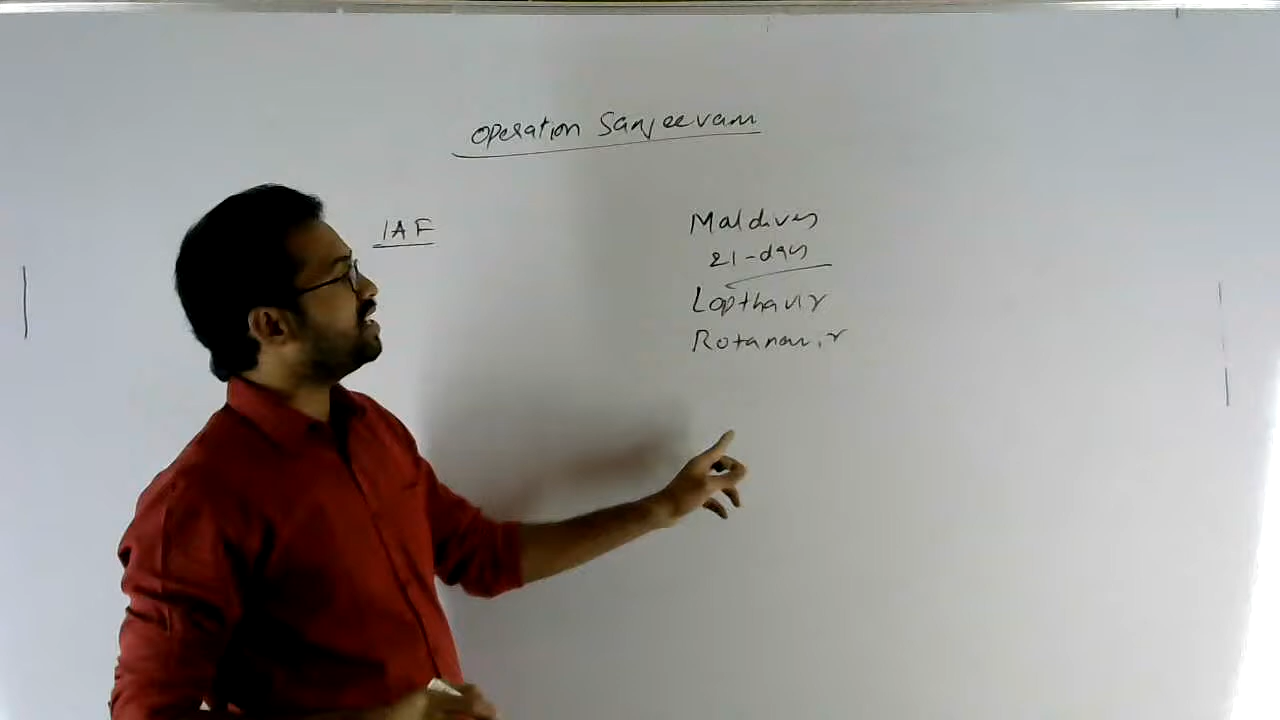 Operation Sanjeevani
IAF
Maldives
21-days
Lopthavir
Rotanavir